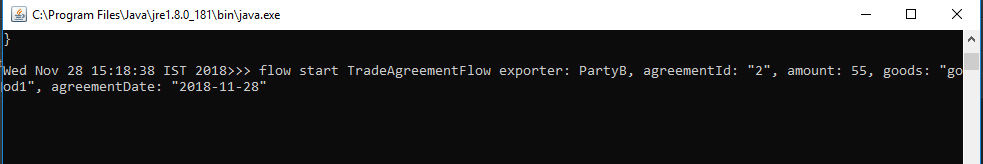 C:\Program Files\Java\jre1.8.0_181\bin\java.exe
}
Wed Nov 28 15:18:38 IST 2018>>> flow start TradeAgreementFlow exporter: PartyB, agreementId: "2", amount: 55, goods: "go
od1", agreementDate: "2018-11-28"